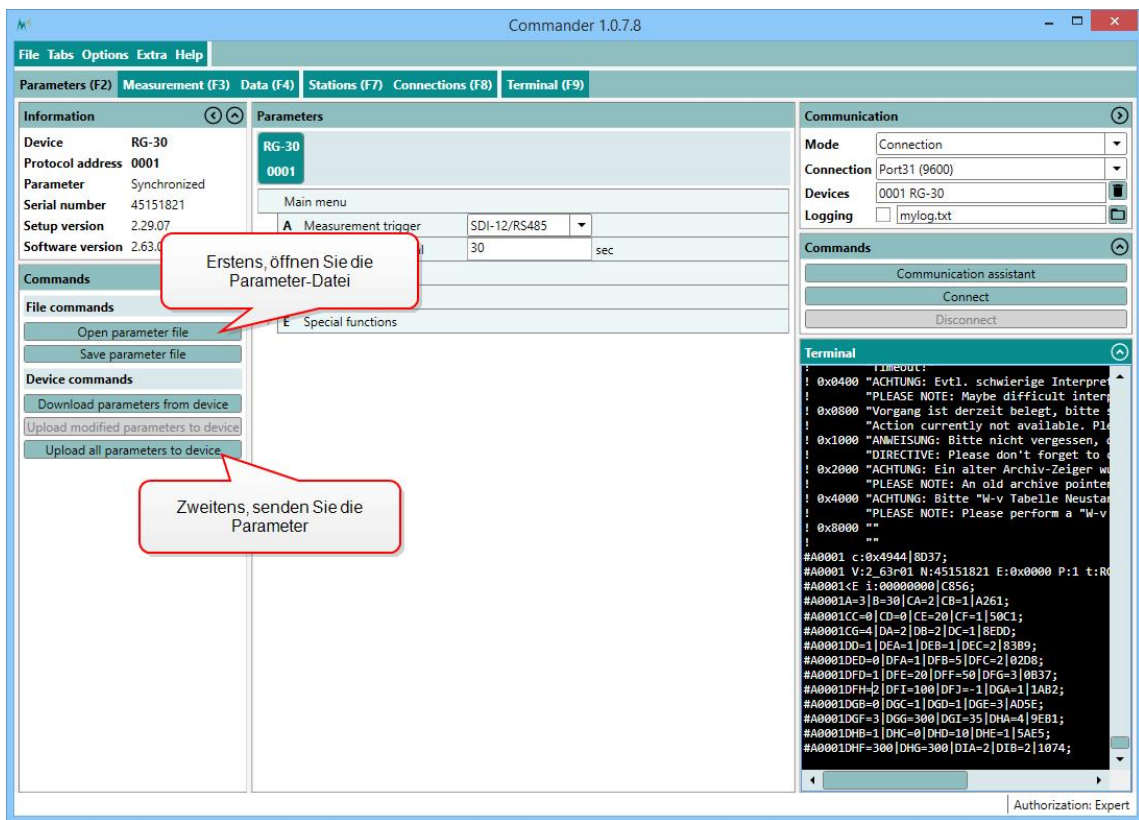 Commander 1.0.7.8
File Tabs Options Extra Help
Parameters (F2) Measurement (F3) Data (F4) Stations (F7) Connections (F8) Terminal (F9)
Information
Device RG-30
Protocol address 0001
Parameter Synchronized
Serial number 45151821
Setup version 2.29.07
Software version 2.63.0
Commands
File commands
Open parameter file
Save parameter file
Device commands
Download parameters from device
Upload modified parameters to device
Upload all parameters to device
Parameters
RG-30
0001
Main menu
A Measurement trigger SDI-12/RS485
30 sec
E Special functions
Erstens, öffnen Sie die
Parameter-Datei
Zweitens, senden Sie die
Parameter
Communication
Mode Connection
Connection Port31 (9600)
Devices 0001 RG-30
Logging mylog.txt
Commands
Communication assistant
Connect
Disconnect
Terminal
! Timeout!
! 0x0400 "ACHTUNG: Evtl. schwierige Interpret
! "PLEASE NOTE: Maybe difficult interp
! 0x0800 "Vorgang ist derzeit belegt, bitte s
! "Action currently not available. Ple
! 0x1000 "ANWEISUNG: Bitte nicht vergessen, d
! "DIRECTIVE: Please don't forget to d
! 0x2000 "ACHTUNG: Ein alter Archiv-Zeiger wu
! "PLEASE NOTE: An old archive pointer
! 0x4000 "ACHTUNG: Bitte "W-v Tabelle Neustar
! "PLEASE NOTE: Please perform a "W-v
! 0x8000 ""
! ""
#A0001 c:0x4944|8D37;
#A0001 V:2_63r01 N:45151821 E:0x0000 P:1 t:RG
#A0001<E i:00000000|C856;
#A0001A=3|B=30|CA=2|CB=1|A261;
#A0001CC=0|CD=0|CE=20|CF=1|50C1;
#A0001CG=4|DA=2|DB=2|DC=1|8EDD;
#A0001DD=1|DEA=1|DEB=1|DEC=2|83B9;
#A0001DED=0|DFA=1|DFB=5|DFC=2|02D8;
#A0001DFD=1|DFE=20|DFF=50|DFG=3|0B37;
#A0001DFH=2|DFI=100|DFJ=-1|DGA=1|1AB2;
#A0001DGB=0|DGC=1|DGD=1|DGE=3|AD5E;
#A0001DGF=3|DGG=300|DGI=35|DHA=4|9EB1;
#A0001DHB=1|DHC=0|DHD=10|DHE=1|5AE5;
#A0001DHF=300|DHG=300|DIA=2|DIB=2|1074;
Authorization: Expert